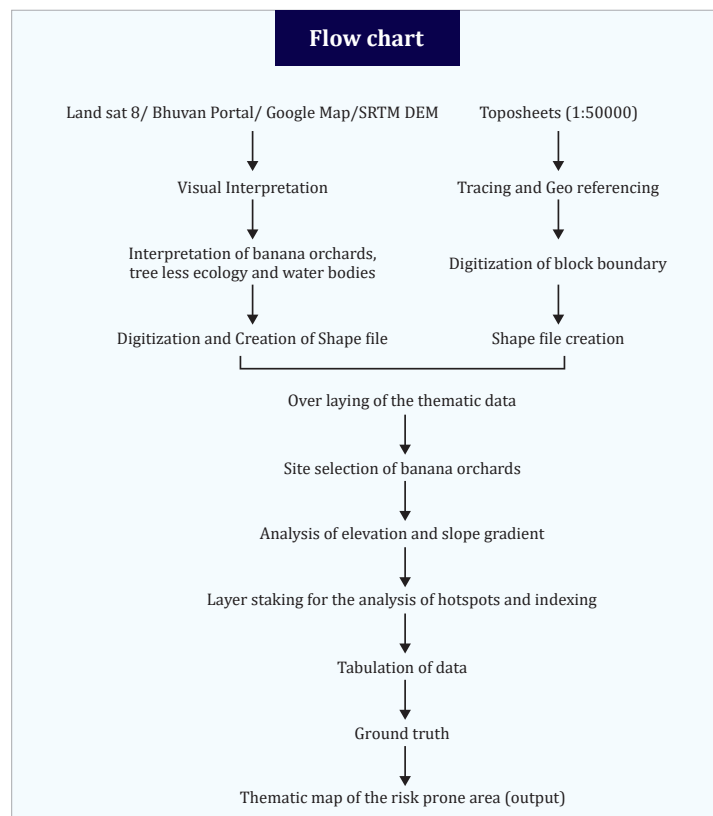 Flow chart
Land sat 8/ Bhuvan Portal/ Google Map/SRTM DEM
Toposheets (1:50000)
Visual Interpretation
Tracing and Geo referencing
Interpretation of banana orchards,
tree less ecology and water bodies
Digitization of block boundary
Digitization and Creation of Shape file
Shape file creation
Over laying of the thematic data
Site selection of banana orchards
Analysis of elevation and slope gradient
Layer staking for the analysis of hotspots and indexing
Tabulation of data
Ground truth
Thematic map of the risk prone area (output)